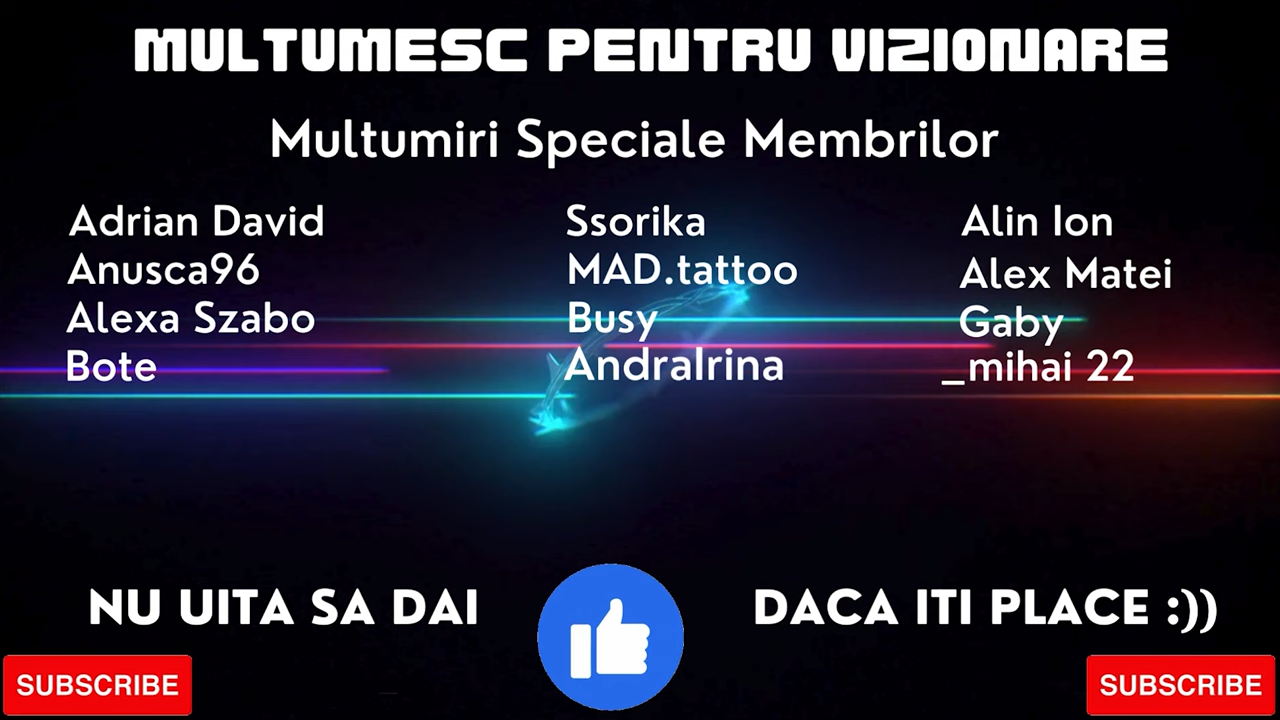 MULTUMESC PENTRU VIZIONARE
Multumiri Speciale Membrilor
Adrian David
Anusca96
Alexa Szabo
Bote
Ssorika
MAD.tattoo
Busy
AndraIrina
Alin Ion
Alex Matei
Gaby
_mihai 22
NU UITA SA DAI
DACA ITI PLACE :))
SUBSCRIBE
SUBSCRIBE